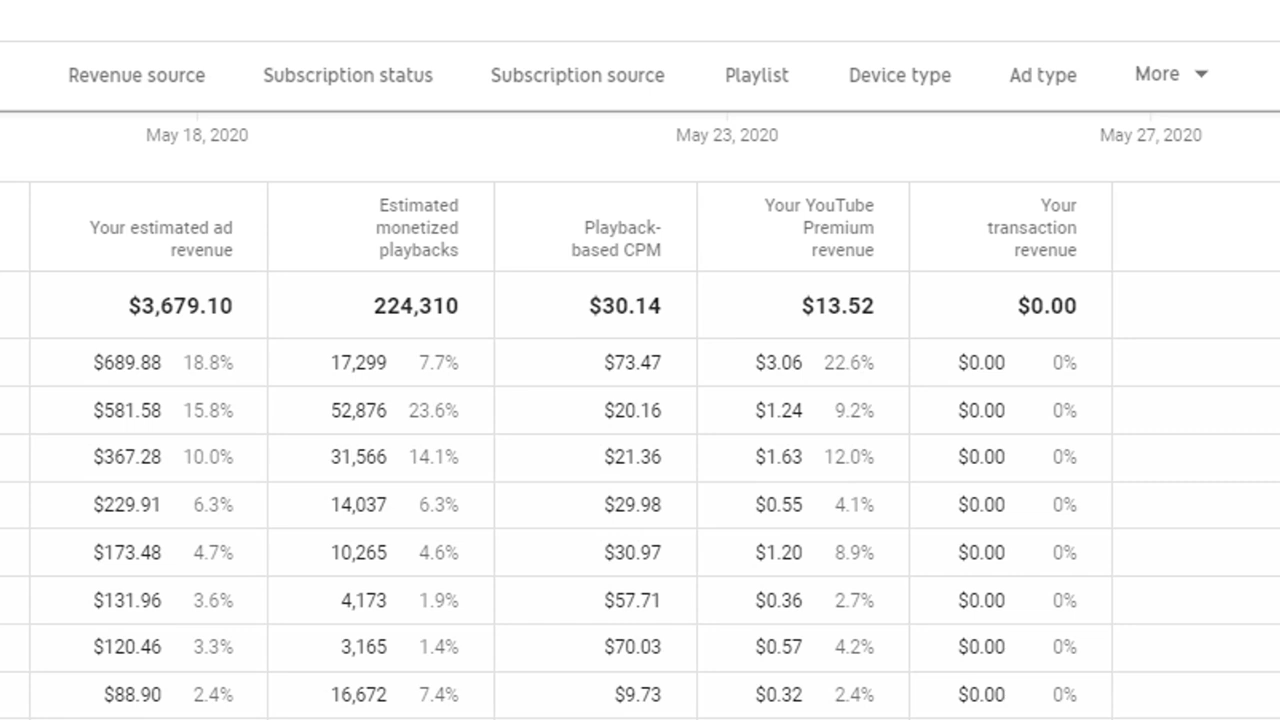 Revenue source Subscription status Subscription source Playlist Device type Ad type More
May 18, 2020 May 23, 2020 May 27, 2020
Your estimated ad revenue Estimated monetized playbacks Playback-based CPM Your YouTube Premium revenue Your transaction revenue
$3,679.10 224,310 $30.14 $13.52 $0.00
$689.88 18.8% 17,299 7.7% $73.47 $3.06 22.6% $0.00 0%
$581.58 15.8% 52,876 23.6% $20.16 $1.24 9.2% $0.00 0%
$367.28 10.0% 31,566 14.1% $21.36 $1.63 12.0% $0.00 0%
$229.91 6.3% 14,037 6.3% $29.98 $0.55 4.1% $0.00 0%
$173.48 4.7% 10,265 4.6% $30.97 $1.20 8.9% $0.00 0%
$131.96 3.6% 4,173 1.9% $57.71 $0.36 2.7% $0.00 0%
$120.46 3.3% 3,165 1.4% $70.03 $0.57 4.2% $0.00 0%
$88.90 2.4% 16,672 7.4% $9.73 $0.32 2.4% $0.00 0%